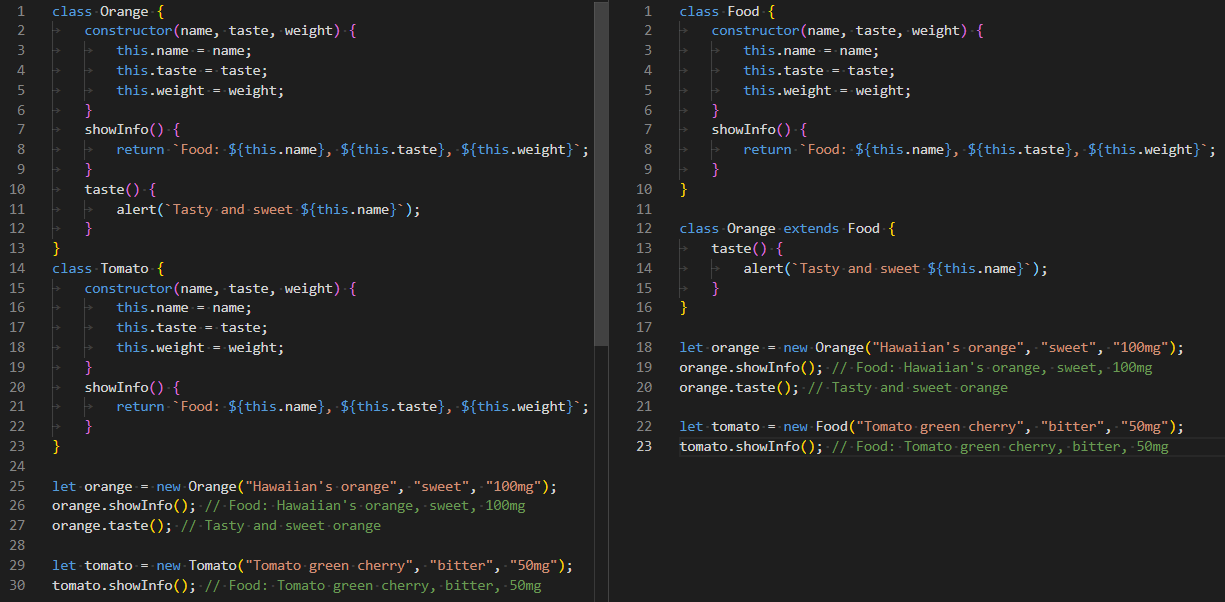 1 class Orange {
2 constructor(name, taste, weight) {
3 this.name = name;
4 this.taste = taste;
5 this.weight = weight;
6 }
7 showInfo() {
8 return `Food: ${this.name}, ${this.taste}, ${this.weight}`;
9 }
10 taste() {
11 alert(`Tasty and sweet ${this.name}`);
12 }
13 }
14 class Tomato {
15 constructor(name, taste, weight) {
16 this.name = name;
17 this.taste = taste;
18 this.weight = weight;
19 }
20 showInfo() {
21 return `Food: ${this.name}, ${this.taste}, ${this.weight}`;
22 }
23 }
24
25 let orange = new Orange("Hawaiian's orange", "sweet", "100mg");
26 orange.showInfo(); // Food: Hawaiian's orange, sweet, 100mg
27 orange.taste(); // Tasty and sweet orange
28
29 let tomato = new Tomato("Tomato green cherry", "bitter", "50mg");
30 tomato.showInfo(); // Food: Tomato green cherry, bitter, 50mg
1 class Food {
2 constructor(name, taste, weight) {
3 this.name = name;
4 this.taste = taste;
5 this.weight = weight;
6 }
7 showInfo() {
8 return `Food: ${this.name}, ${this.taste}, ${this.weight}`;
9 }
10 }
11
12 class Orange extends Food {
13 taste() {
14 alert(`Tasty and sweet ${this.name}`);
15 }
16 }
17
18 let orange = new Orange("Hawaiian's orange", "sweet", "100mg");
19 orange.showInfo(); // Food: Hawaiian's orange, sweet, 100mg
20 orange.taste(); // Tasty and sweet orange
21
22 let tomato = new Food("Tomato green cherry", "bitter", "50mg");
23 tomato.showInfo(); // Food: Tomato green cherry, bitter, 50mg